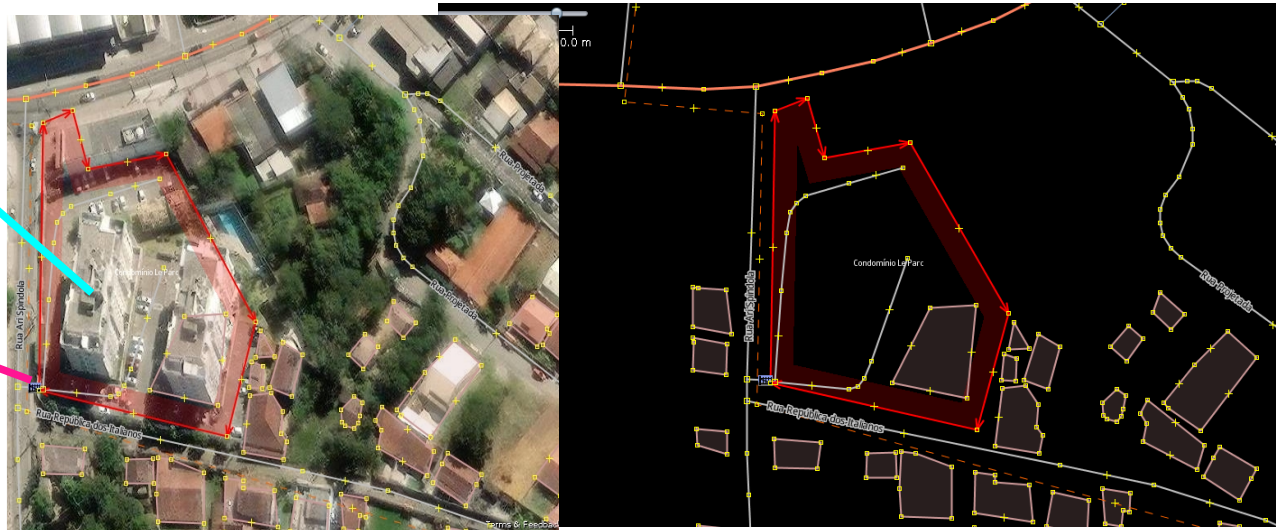 0.0 m
Rua Projetada
Condomínio Le Parc
Rua Ari Spíndola
Rua Projetada
Rua República dos Italianos
Terms & Feedbac
Condomínio Le Parc
Rua Ari Spíndola
Rua Projetada
Rua República dos Italianos